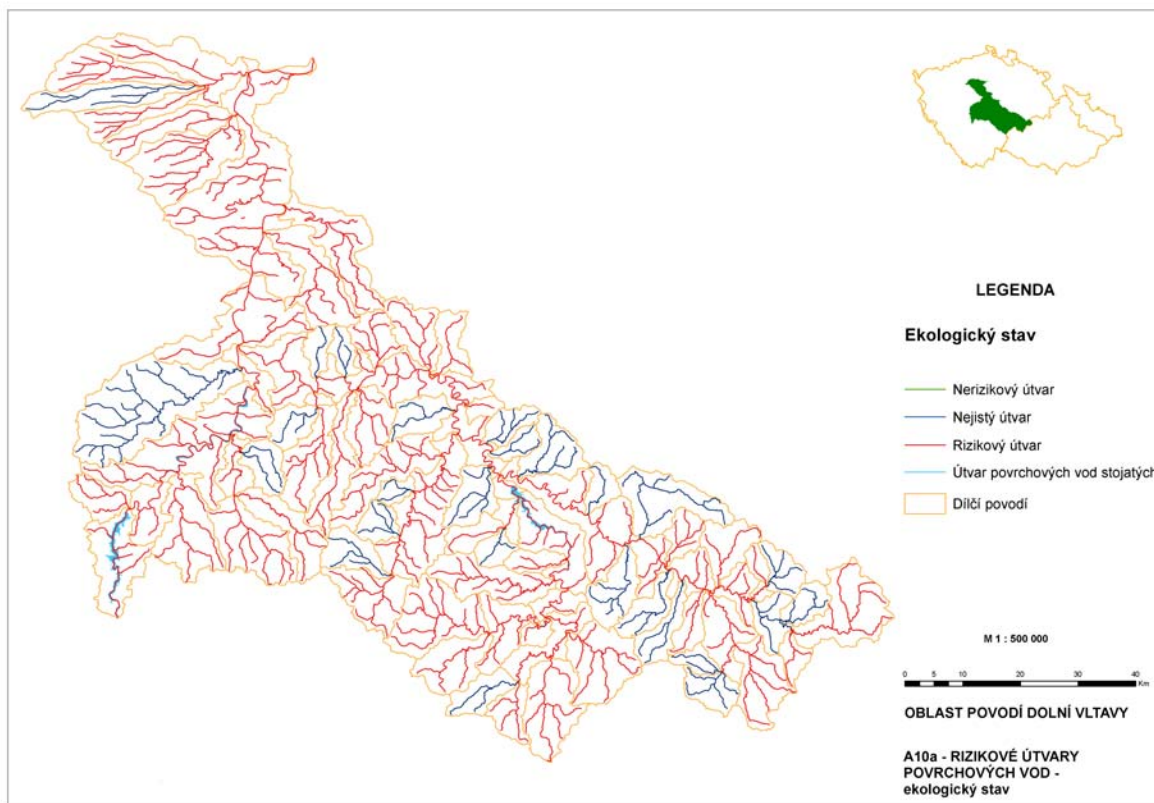 LEGENDA
Ekologický stav
Nerizikový útvar
Nejistý útvar
Rizikový útvar
Útvar povrchových vod stojatých
Dílčí povodí
M 1 : 500 000
0 5 10 20 30 40
Km
OBLAST POVODÍ DOLNÍ VLTAVY
A10a - RIZIKOVÉ ÚTVARY
POVRCHOVÝCH VOD -
ekologický stav